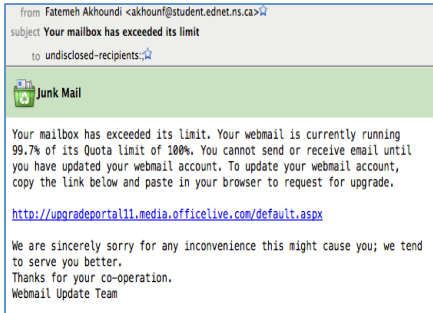 from Fatemeh Akhoundi <akhounf@student.ednet.ns.ca>
subject Your mailbox has exceeded its limit
to undisclosed-recipients:;
Junk Mail
Your mailbox has exceeded its limit. Your webmail is currently running
99.7% of its Quota limit of 100%. You cannot send or receive email until
you have updated your webmail account. To update your webmail account,
copy the link below and paste in your browser to request for upgrade.
http://upgradeportal11.media.officelive.com/default.aspx
We are sincerely sorry for any inconvenience this might cause you; we tend
to serve you better.
Thanks for your co-operation.
Webmail Update Team